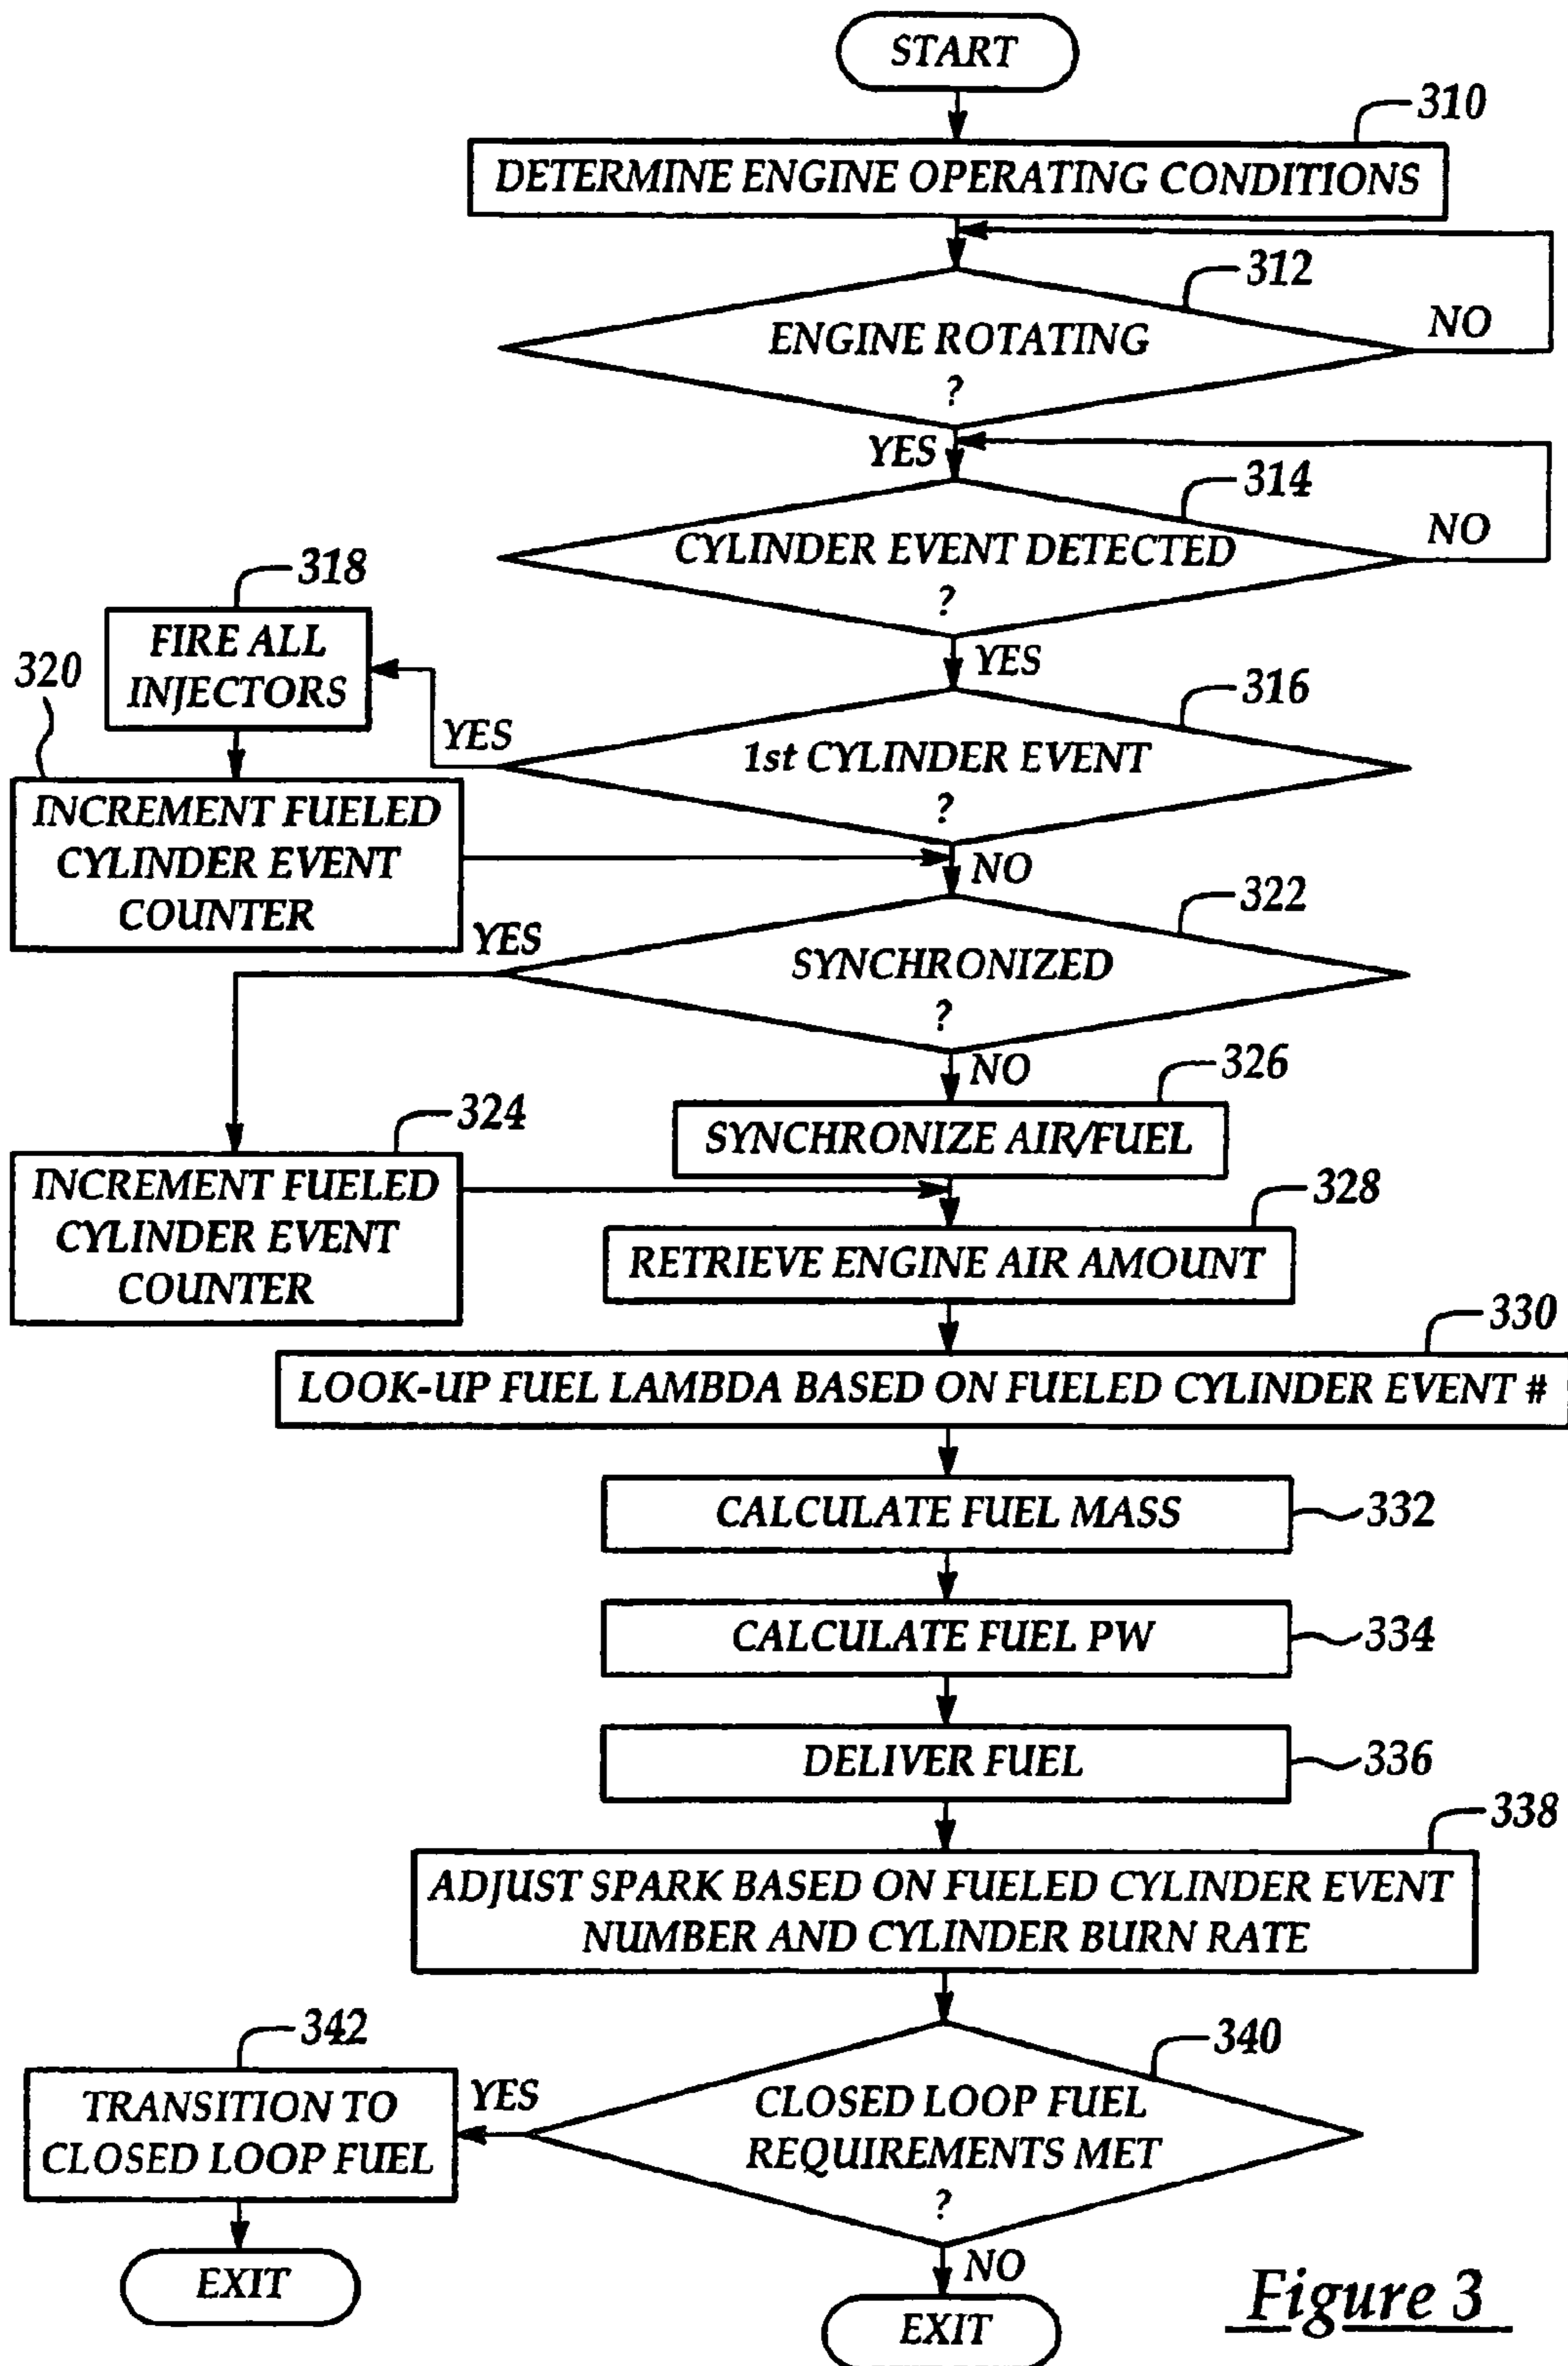 START
310
DETERMINE ENGINE OPERATING CONDITIONS
312
ENGINE ROTATING
?
NO
YES
314
CYLINDER EVENT DETECTED
?
NO
YES
316
1st CYLINDER EVENT
?
YES
318
FIRE ALL
INJECTORS
320
INCREMENT FUELED
CYLINDER EVENT
COUNTER
NO
322
SYNCHRONIZED
?
YES
NO
324
INCREMENT FUELED
CYLINDER EVENT
COUNTER
326
SYNCHRONIZE AIR/FUEL
328
RETRIEVE ENGINE AIR AMOUNT
330
LOOK-UP FUEL LAMBDA BASED ON FUELED CYLINDER EVENT #
CALCULATE FUEL MASS
332
CALCULATE FUEL PW
334
DELIVER FUEL
336
338
ADJUST SPARK BASED ON FUELED CYLINDER EVENT
NUMBER AND CYLINDER BURN RATE
340
CLOSED LOOP FUEL
REQUIREMENTS MET
?
YES
342
TRANSITION TO
CLOSED LOOP FUEL
EXIT
NO
EXIT
Figure 3